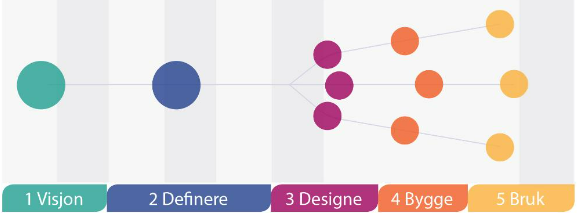 1 Visjon
2 Definere
3 Designe
4 Bygge
5 Bruk